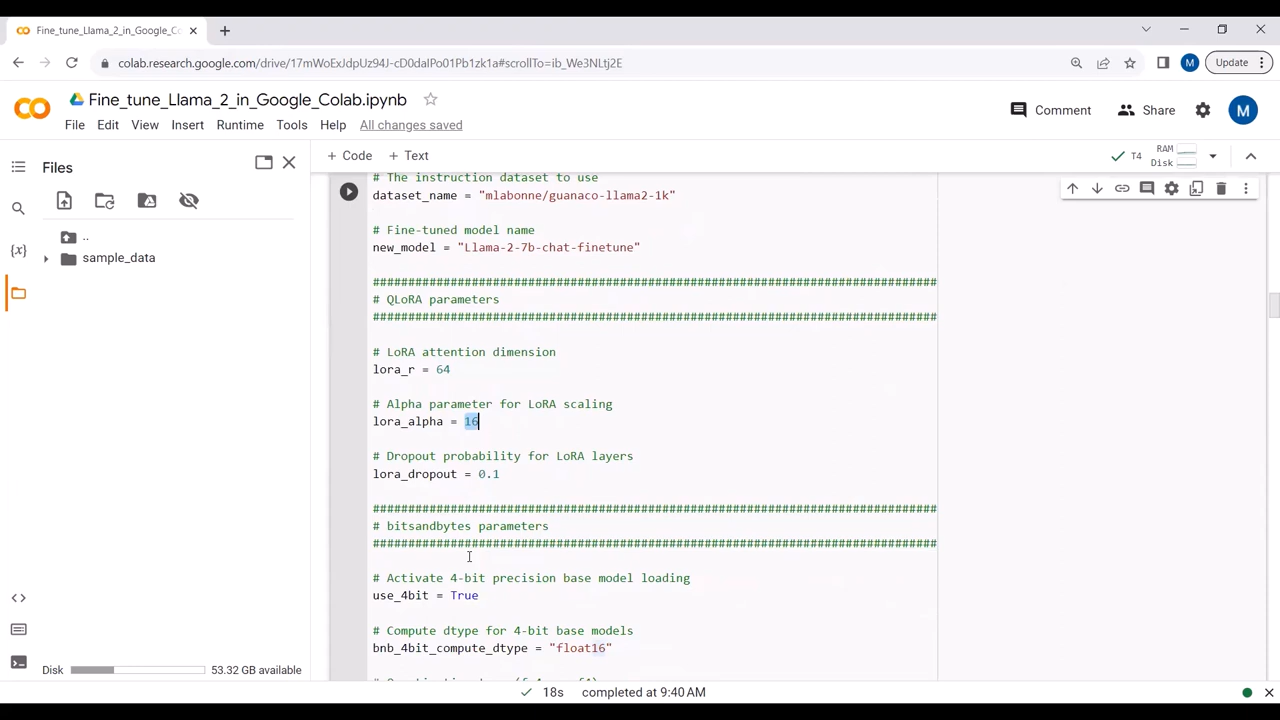 Fine_tune_Llama_2_in_Google_Co
colab.research.google.com/drive/17mWoExJdpUz94J-cD0daIPo01Pb1zk1a#scrollTo=ib_We3NLtj2E
M
Update
Fine_tune_Llama_2_in_Google_Colab.ipynb
File Edit View Insert Runtime Tools Help All changes saved
Comment Share M
Files
+ Code + Text
RAM
Disk
T4
..
sample_data
{x}
# The instruction dataset to use
dataset_name = "mlabonne/guanaco-llama2-1k"
# Fine-tuned model name
new_model = "Llama-2-7b-chat-finetune"
################################################################################
# QLoRA parameters
################################################################################
# LoRA attention dimension
lora_r = 64
# Alpha parameter for LoRA scaling
lora_alpha = 16
# Dropout probability for LoRA layers
lora_dropout = 0.1
################################################################################
# bitsandbytes parameters
################################################################################
# Activate 4-bit precision base model loading
use_4bit = True
# Compute dtype for 4-bit base models
bnb_4bit_compute_dtype = "float16"
Disk 53.32 GB available
18s completed at 9:40 AM